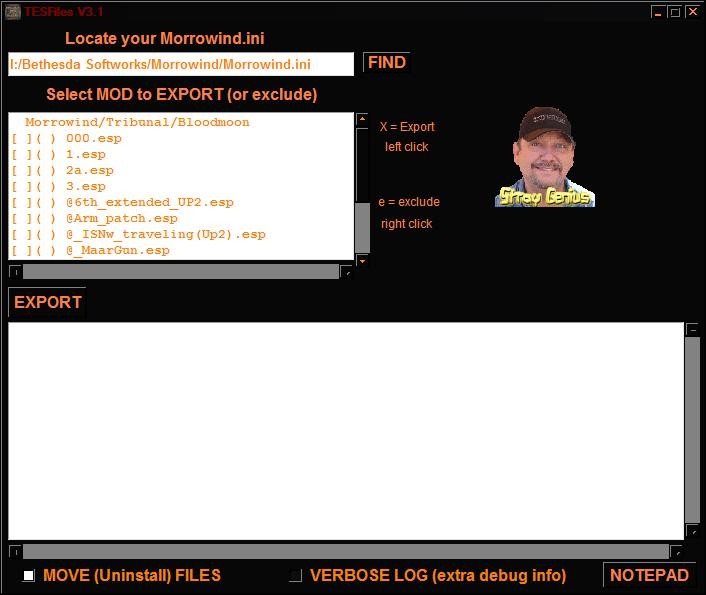 TESFiles V3.1
Locate your Morrowind.ini
I:/Bethesda Softworks/Morrowind/Morrowind.ini
FIND
Select MOD to EXPORT (or exclude)
Morrowind/Tribunal/Bloodmoon
[ ]( ) 000.esp
[ ]( ) 1.esp
[ ]( ) 2a.esp
[ ]( ) 3.esp
[ ]( ) @6th_extended_UP2.esp
[ ]( ) @Arm_patch.esp
[ ]( ) @_ISNw_traveling(Up2).esp
[ ]( ) @_MaarGun.esp
X = Export
left click
e = exclude
right click
Stray Genius
EXPORT
MOVE (Uninstall) FILES
VERBOSE LOG (extra debug info)
NOTEPAD